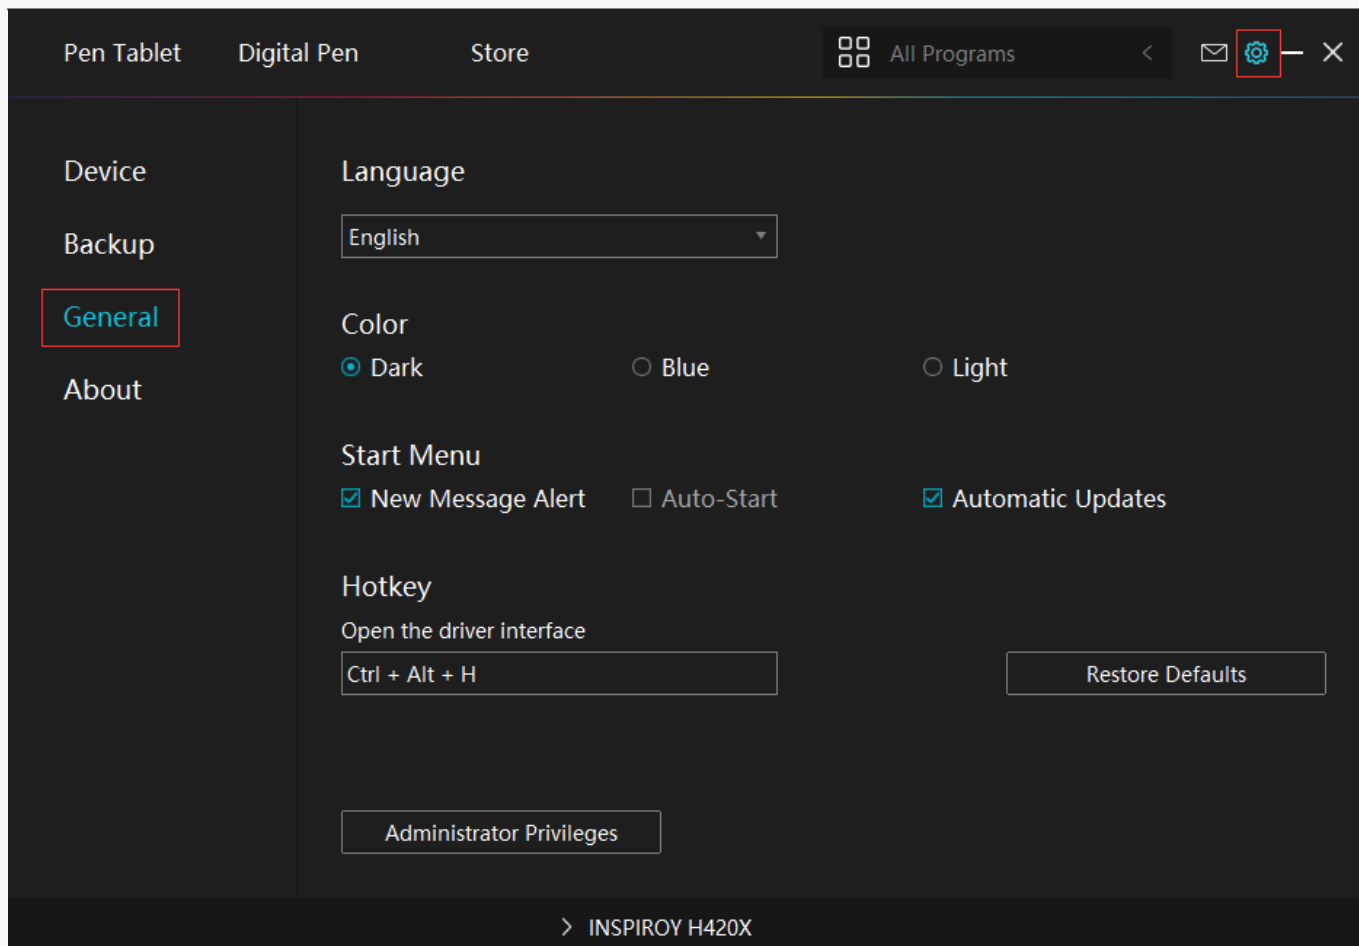 Pen Tablet Digital Pen Store All Programs
Device
Backup
General
About
Language
English
Color
Dark Blue Light
Start Menu
New Message Alert Auto-Start Automatic Updates
Hotkey
Open the driver interface
Ctrl + Alt + H Restore Defaults
Administrator Privileges
INSPIROY H420X